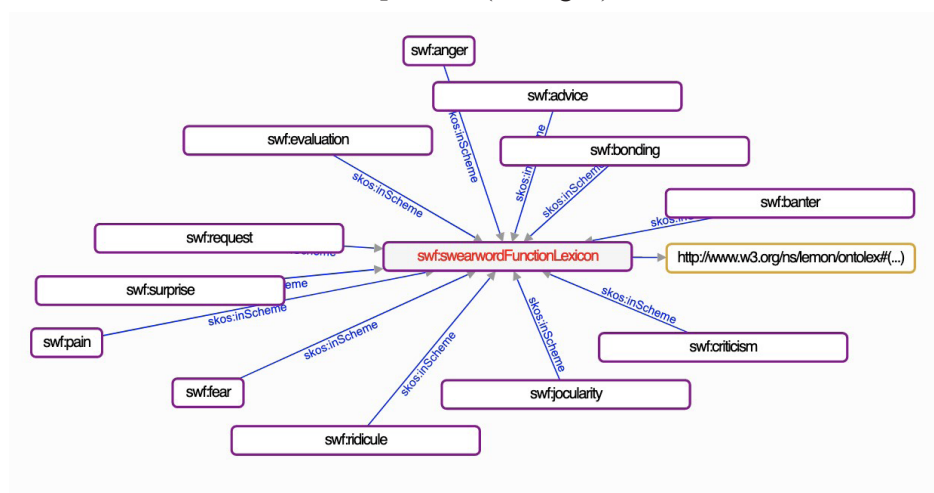 swf:anger
swf:advice
swf:evaluation
swf:bonding
skos:inScheme
skos:inScheme
skos:inScheme
swf:banter
swf:request
swf:swearwordFunctionLexicon
http://www.w3.org/ns/lemon/ontolex#(...)
swf:surprise
skos:inScheme
skos:inScheme
swf:pain
skos:inScheme
swf:criticism
skos:inScheme
skos:inScheme
swf:fear
swf:jocularity
swf:ridicule